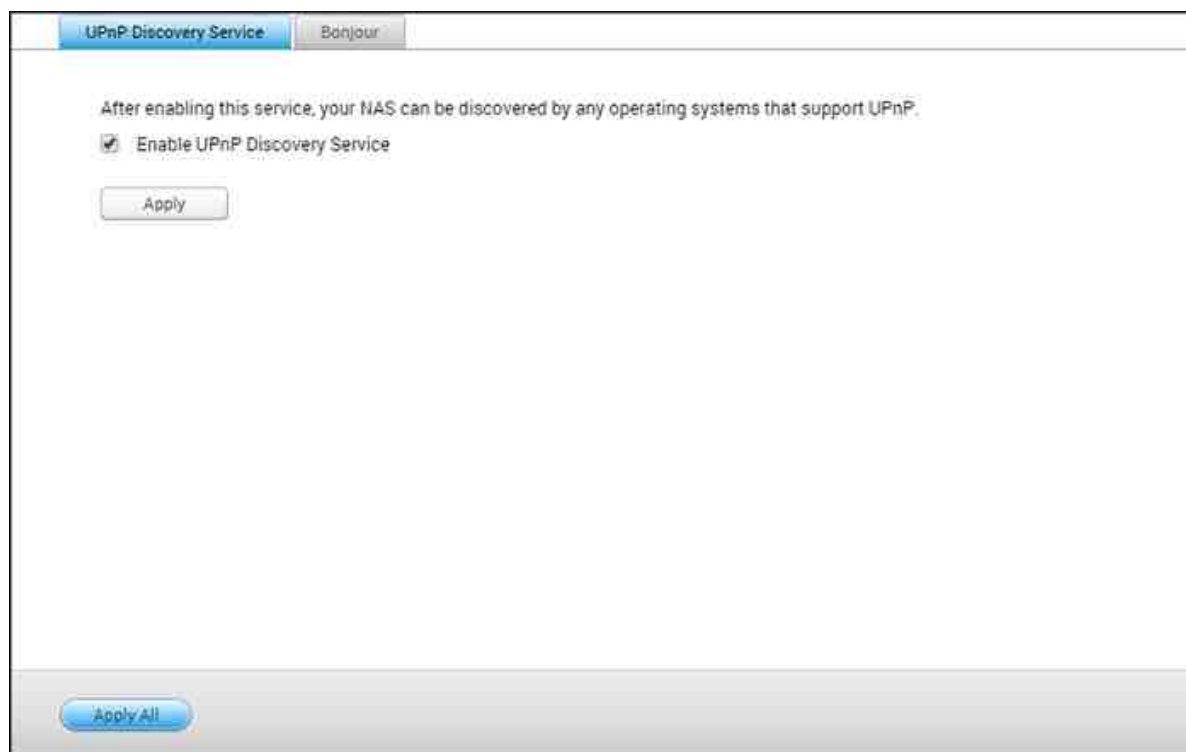 UPnP Discovery Service
Bonjour
After enabling this service, your NAS can be discovered by any operating systems that support UPnP.
Enable UPnP Discovery Service
Apply
Apply All